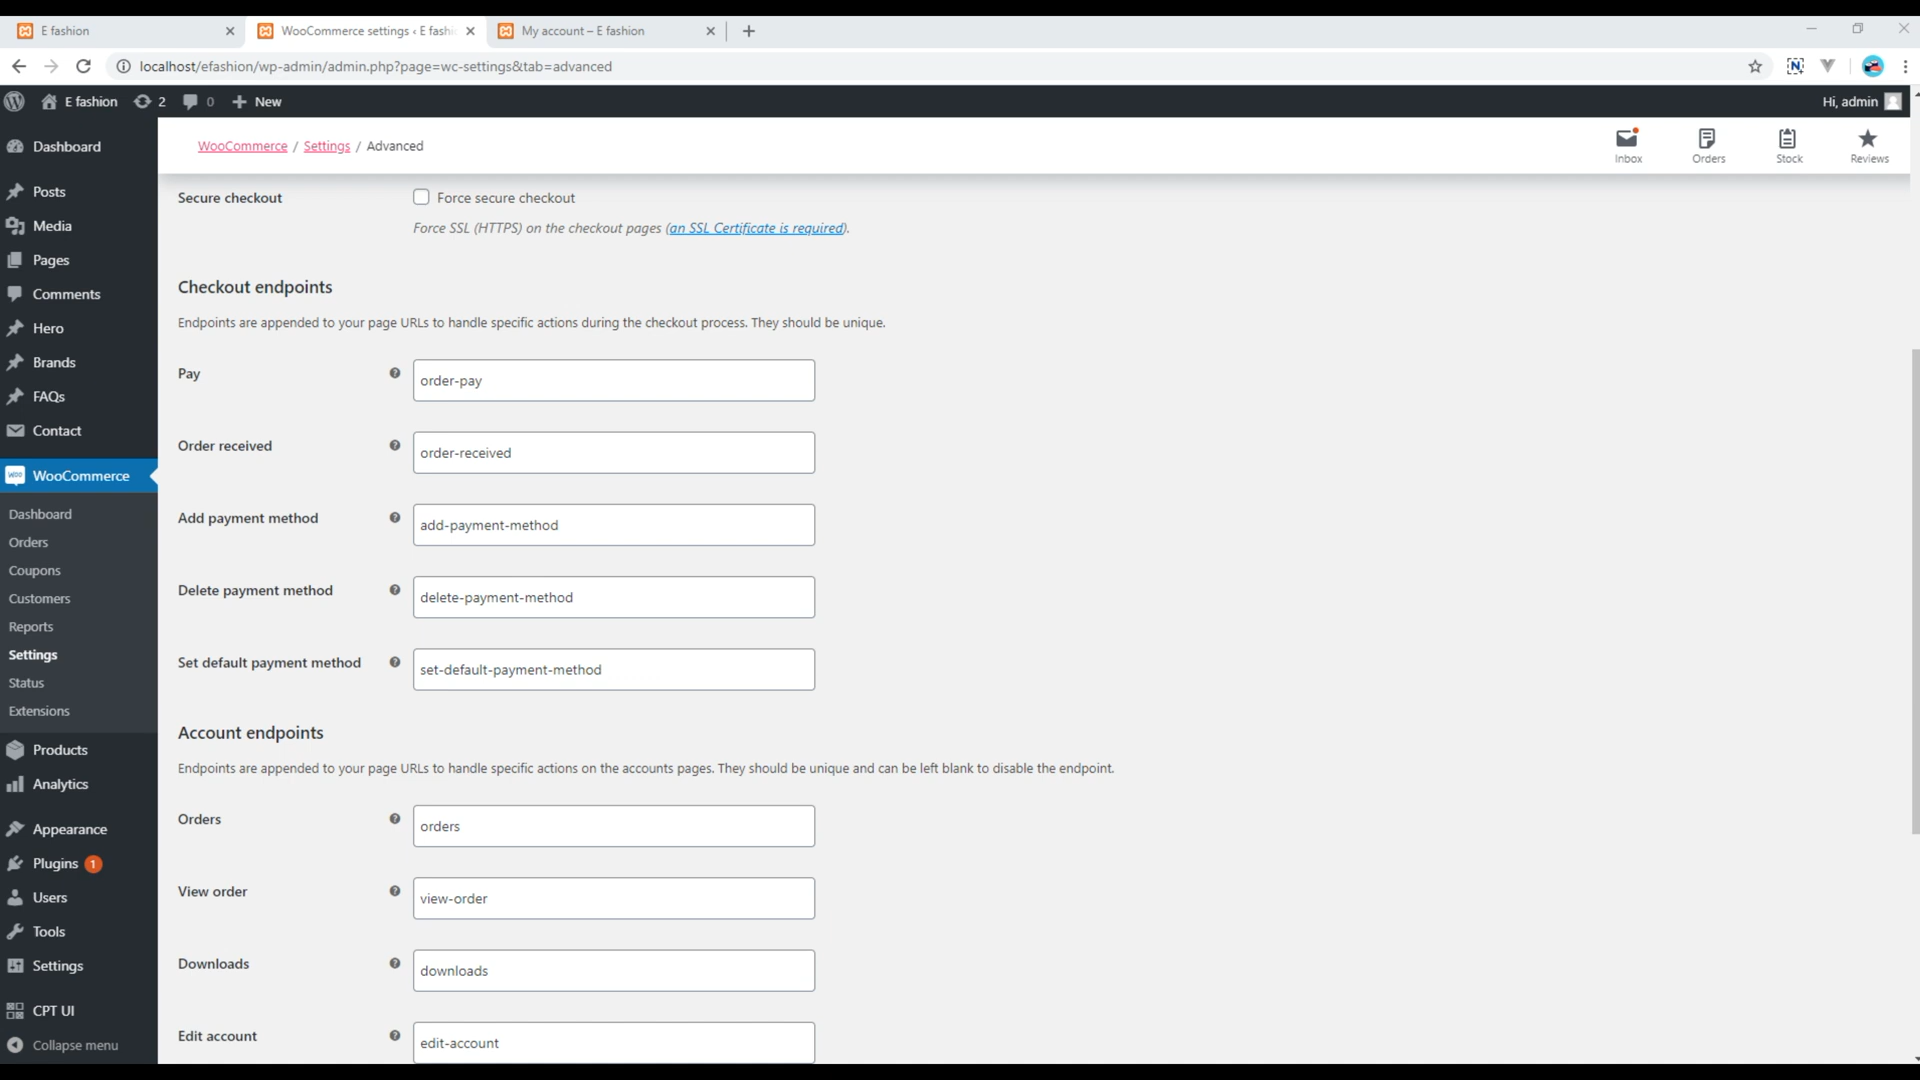 E fashion
WooCommerce settings ‹ E fashi
My account – E fashion
localhost/efashion/wp-admin/admin.php?page=wc-settings&tab=advanced
E fashion
2
0
New
Hi, admin
Dashboard
Posts
Media
Pages
Comments
Hero
Brands
FAQs
Contact
WooCommerce
Dashboard
Orders
Coupons
Customers
Reports
Settings
Status
Extensions
Products
Analytics
Appearance
Plugins 1
Users
Tools
Settings
CPT UI
Collapse menu
WooCommerce / Settings / Advanced
Inbox
Orders
Stock
Reviews
Secure checkout
Force secure checkout
Force SSL (HTTPS) on the checkout pages (an SSL Certificate is required).
Checkout endpoints
Endpoints are appended to your page URLs to handle specific actions during the checkout process. They should be unique.
Pay
order-pay
Order received
order-received
Add payment method
add-payment-method
Delete payment method
delete-payment-method
Set default payment method
set-default-payment-method
Account endpoints
Endpoints are appended to your page URLs to handle specific actions on the accounts pages. They should be unique and can be left blank to disable the endpoint.
Orders
orders
View order
view-order
Downloads
downloads
Edit account
edit-account